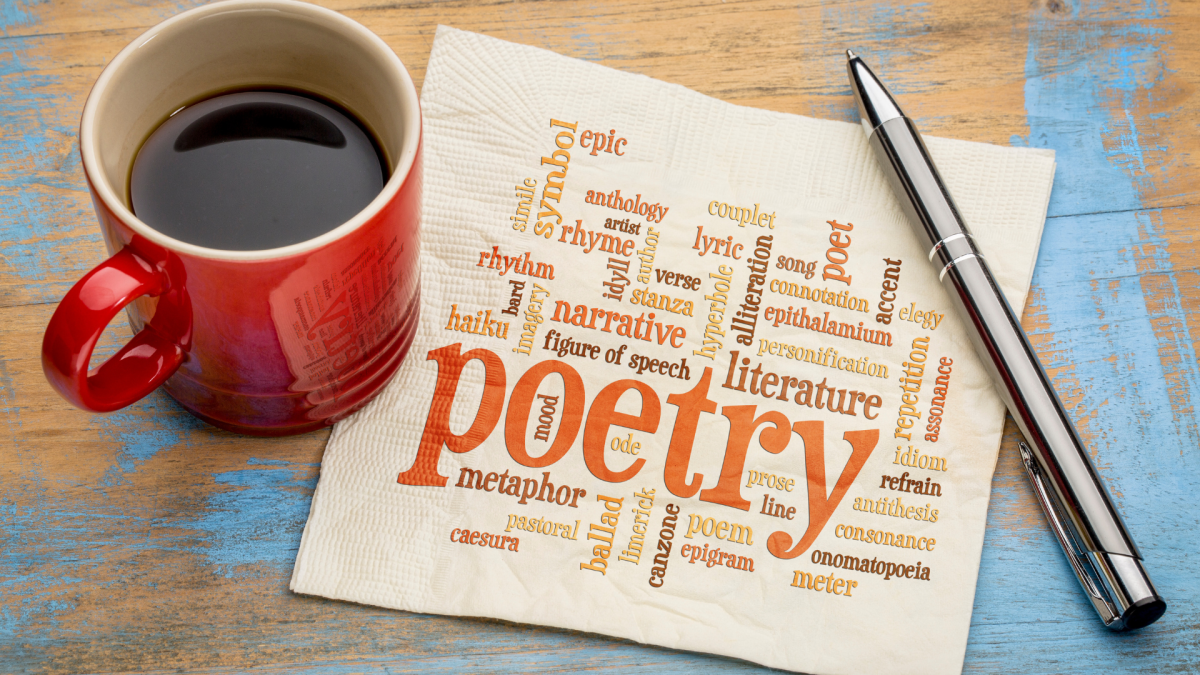 epic
symbol
simile
anthology
artist
rhyme
couplet
lyric
author
idyll
verse
stanza
hyperbole
alliteration
song
poet
connotation
accent
elegy
epithalamium
rhythm
bard
imagery
haiku
narrative
figure of speech
personification
literature
repetition
assonance
poetry
mood
ode
idiom
refrain
prose
line
antithesis
metaphor
pastoral
caesura
ballad
limerick
canzone
poem
epigram
consonance
onomatopoeia
meter